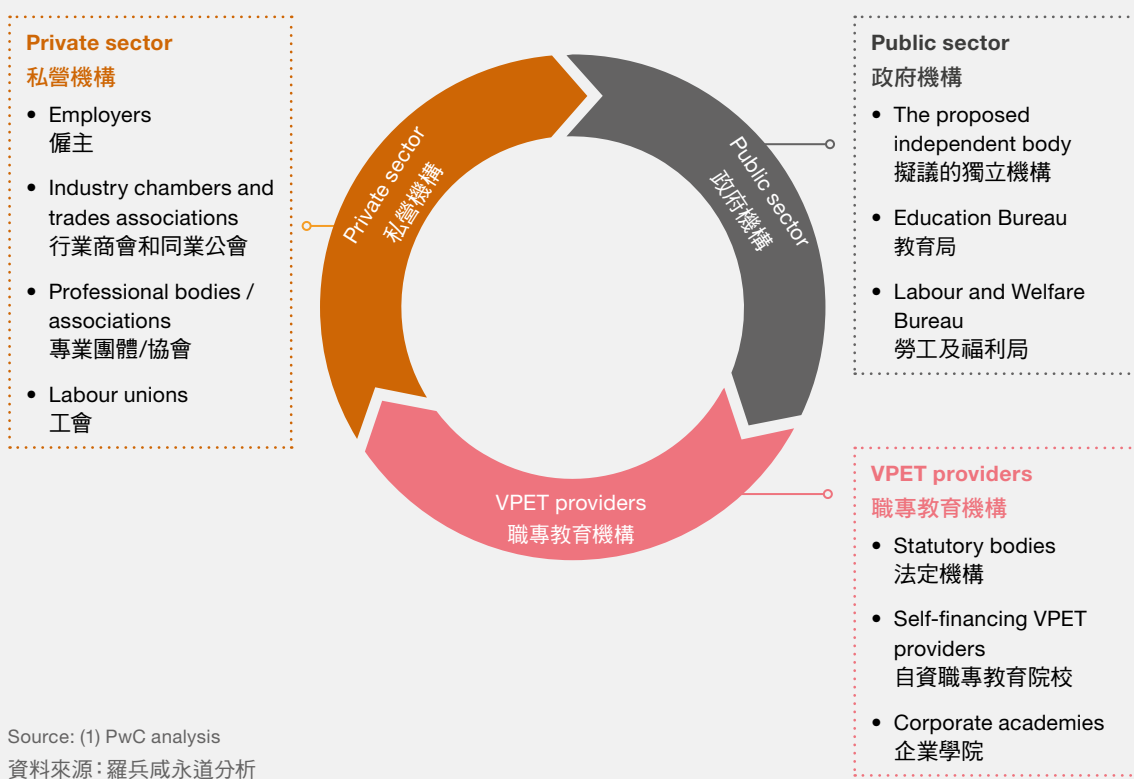 Private sector
私營機構
• Employers
僱主
• Industry chambers and
trades associations
行業商會和同業公會
• Professional bodies /
associations
專業團體/協會
• Labour unions
工會
Private sector
私營機構
Public sector
政府機構
VPET providers
職專教育機構
Public sector
政府機構
• The proposed
independent body
擬議的獨立機構
• Education Bureau
教育局
• Labour and Welfare
Bureau
勞工及福利局
VPET providers
職專教育機構
• Statutory bodies
法定機構
• Self-financing VPET
providers
自資職專教育院校
• Corporate academies
企業學院
Source: (1) PwC analysis
資料來源：羅兵咸永道分析